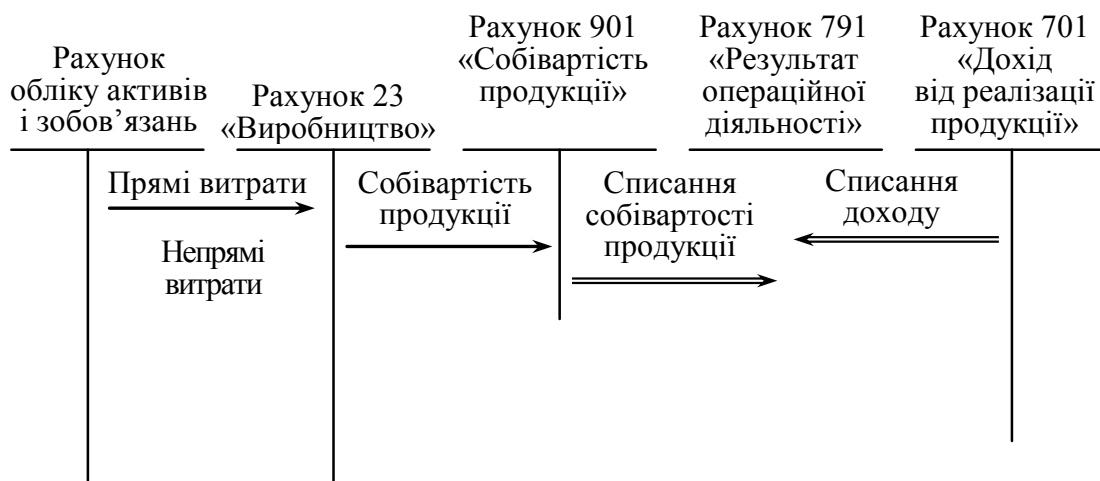 Рахунок
обліку активів
і зобов’язань
Рахунок 23
«Виробництво»
Рахунок 901
«Собівартість
продукції»
Рахунок 791
«Результат
операційної
діяльності»
Рахунок 701
«Дохід
від реалізації
продукції»
Прямі витрати
Непрямі
витрати
Собівартість
продукції
Списання
собівартості
продукції
Списання
доходу